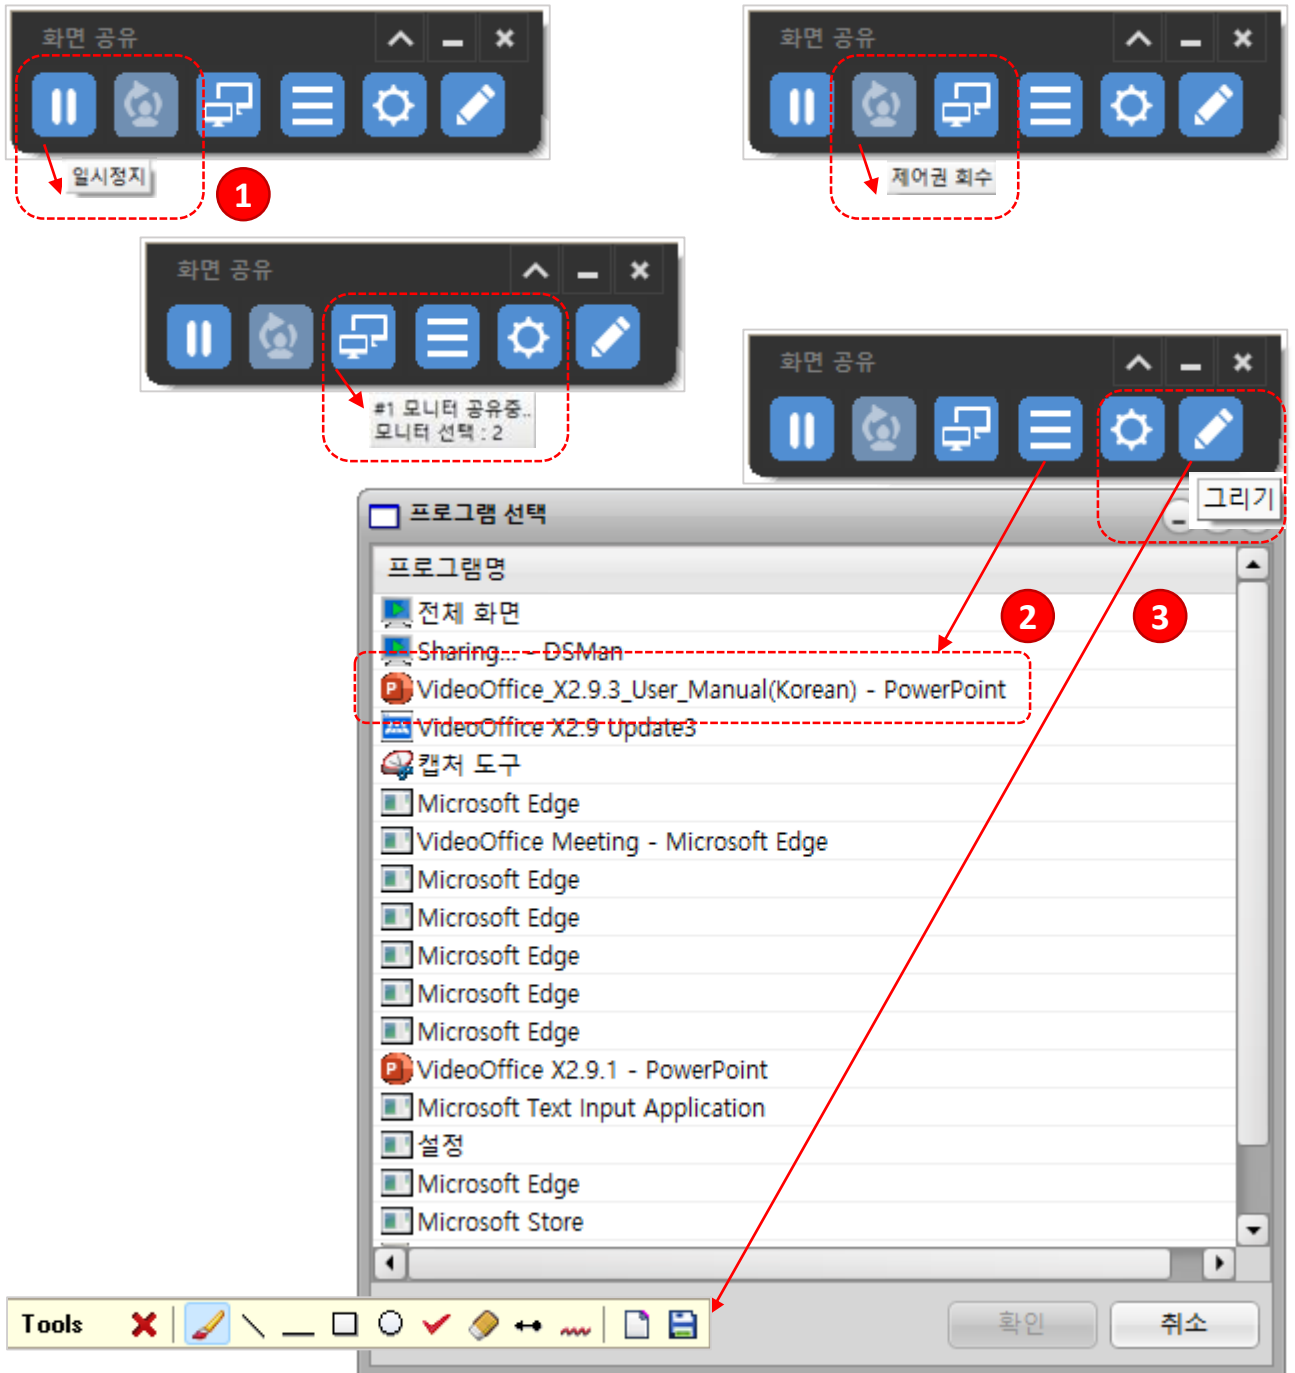 화면 공유
일시정지
1
화면 공유
제어권 회수
화면 공유
#1 모니터 공유중..
모니터 선택 : 2
화면 공유
그리기
프로그램 선택
프로그램명
전체 화면
Sharing... - DSMan
VideoOffice_X2.9.3_User_Manual(Korean) - PowerPoint
VideoOffice X2.9 Update3
캡처 도구
Microsoft Edge
VideoOffice Meeting - Microsoft Edge
Microsoft Edge
Microsoft Edge
Microsoft Edge
Microsoft Edge
Microsoft Edge
VideoOffice X2.9.1 - PowerPoint
Microsoft Text Input Application
설정
Microsoft Edge
Microsoft Store
2
3
Tools
확인
취소